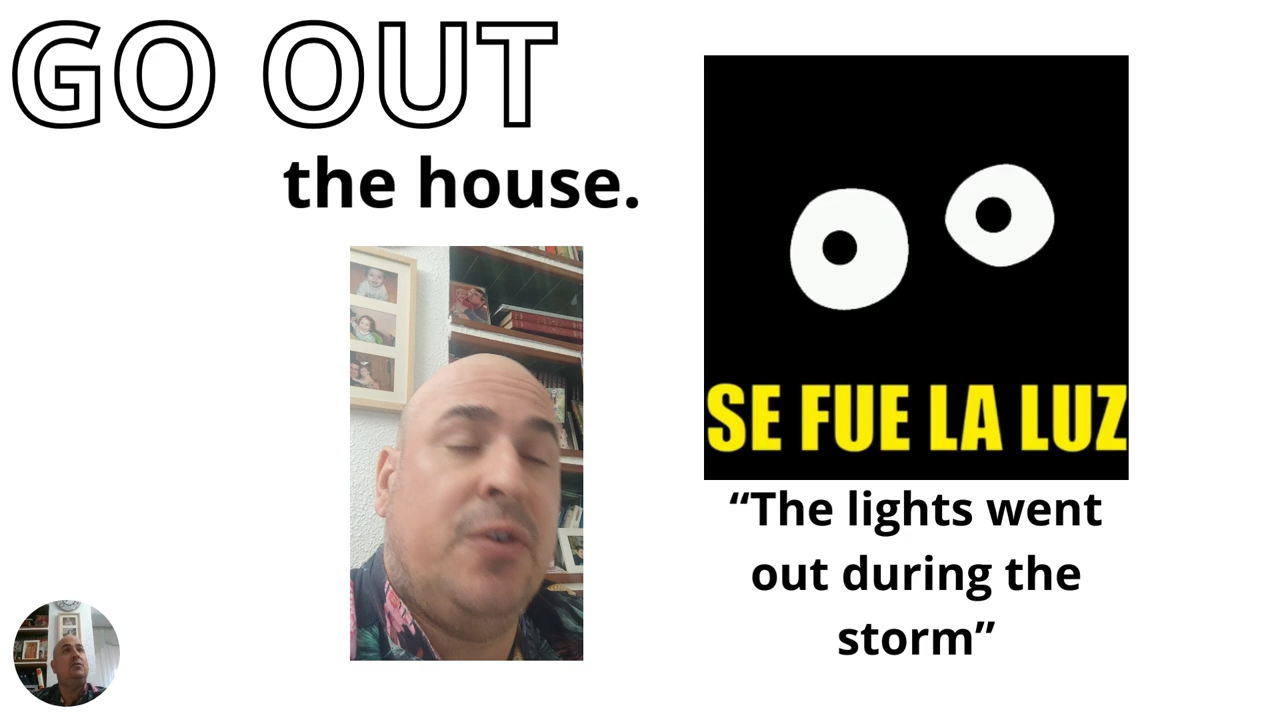 GO OUT
the house.
SE FUE LA LUZ
“The lights went
out during the
storm”